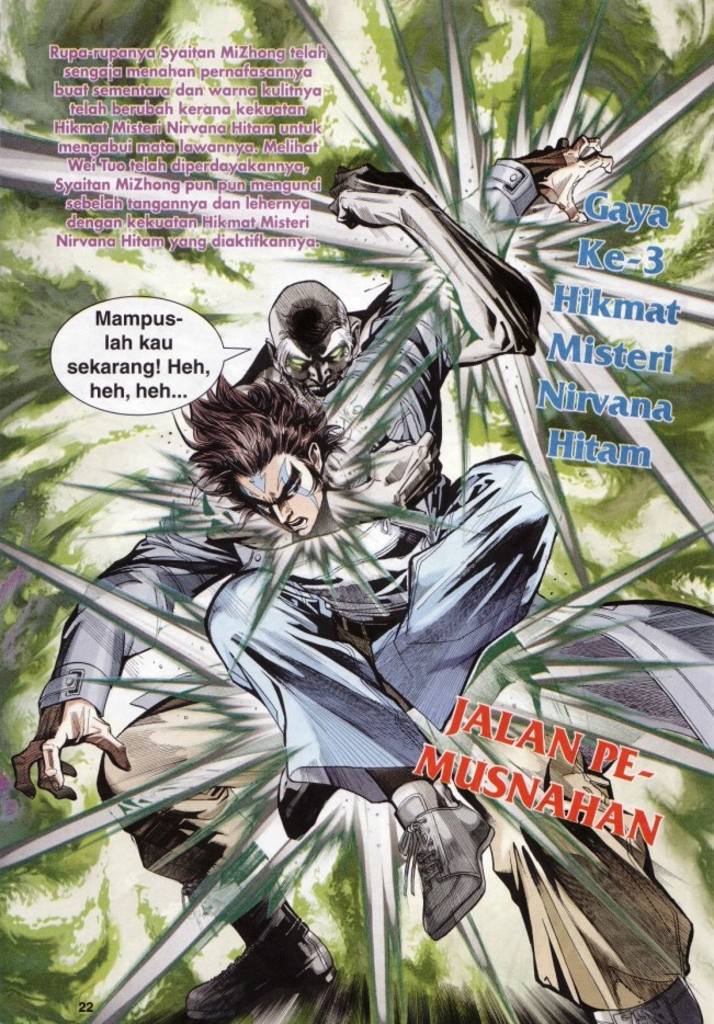 Rupa-rupanya Syaitan MiZhong telah
sengaja menahan pernafasannya
buat sementara dan warna kulitnya
telah berubah kerana kekuatan
Hikmat Misteri Nirvana Hitam untuk
mengabui mata lawannya. Melihat
Wei Tuo telah diperdayakannya,
Syaitan MiZhong pun pun mengunci
sebelah tangannya dan lehernya
dengan kekuatan Hikmat Misteri
Nirvana Hitam yang diaktifkannya.
Gaya
Ke-3
Hikmat
Misteri
Nirvana
Hitam
Mampus-
lah kau
sekarang! Heh,
heh, heh...
JALAN PE-
MUSNAHAN
22